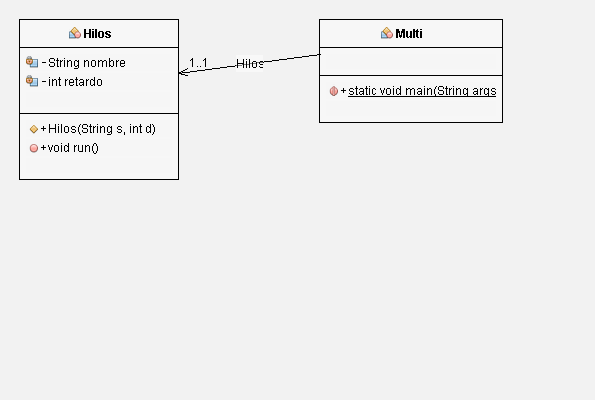 Hilos
- String nombre
- int retardo
+ Hilos(String s, int d)
+ void run()
1..1
Hilos
Multi
+ static void main(String args